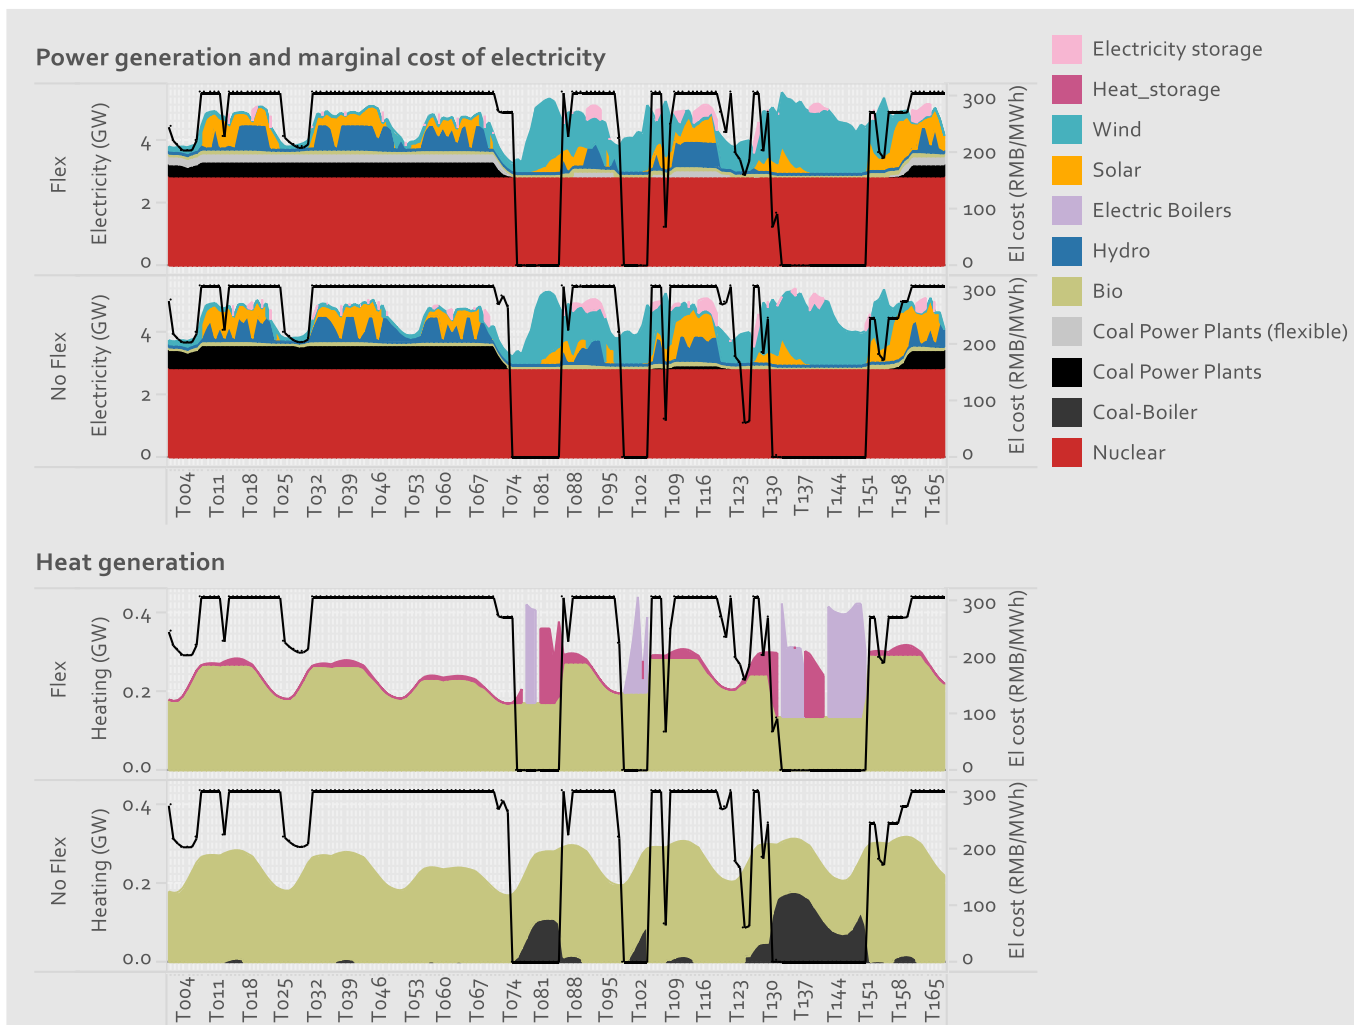 Power generation and marginal cost of electricity
Flex
Electricity (GW)
4
2
0
300
200
100
0
El cost (RMB/MWh)
No Flex
Electricity (GW)
4
2
0
300
200
100
0
El cost (RMB/MWh)
T004 T011 T018 T025 T032 T039 T046 T053 T060 T067 T074 T081 T088 T095 T102 T109 T116 T123 T130 T137 T144 T151 T158 T165
Electricity storage
Heat_storage
Wind
Solar
Electric Boilers
Hydro
Bio
Coal Power Plants (flexible)
Coal Power Plants
Coal-Boiler
Nuclear
Heat generation
Flex
Heating (GW)
0.4
0.2
0.0
300
200
100
0
El cost (RMB/MWh)
No Flex
Heating (GW)
0.4
0.2
0.0
300
200
100
0
El cost (RMB/MWh)
T004 T011 T018 T025 T032 T039 T046 T053 T060 T067 T074 T081 T088 T095 T102 T109 T116 T123 T130 T137 T144 T151 T158 T165